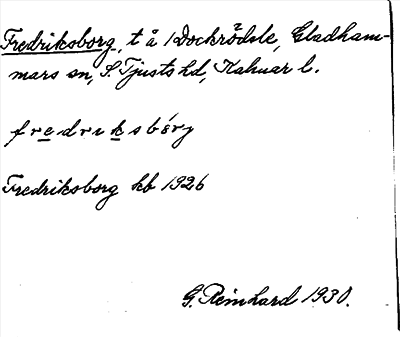 Fredriksborg, t å 1 Dockrödsle, Gladham-
mars sn, S. Tjusts hd, Kalmar l.
fredriksbórj
Fredriksborg kb 1926
G. Reinhard 1930.